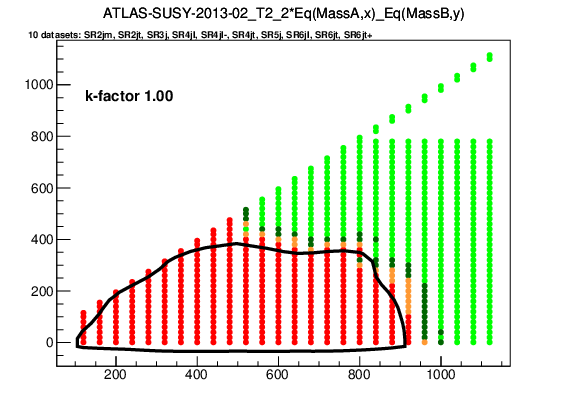 ATLAS-SUSY-2013-02_T2_2*Eq(MassA,x)_Eq(MassB,y)
10 datasets: SR2jm, SR2jt, SR3j, SR4jl, SR4jl-, SR4jt, SR5j, SR6jl, SR6jt, SR6jt+
k-factor 1.00
1000
800
600
400
200
0
200 400 600 800 1000